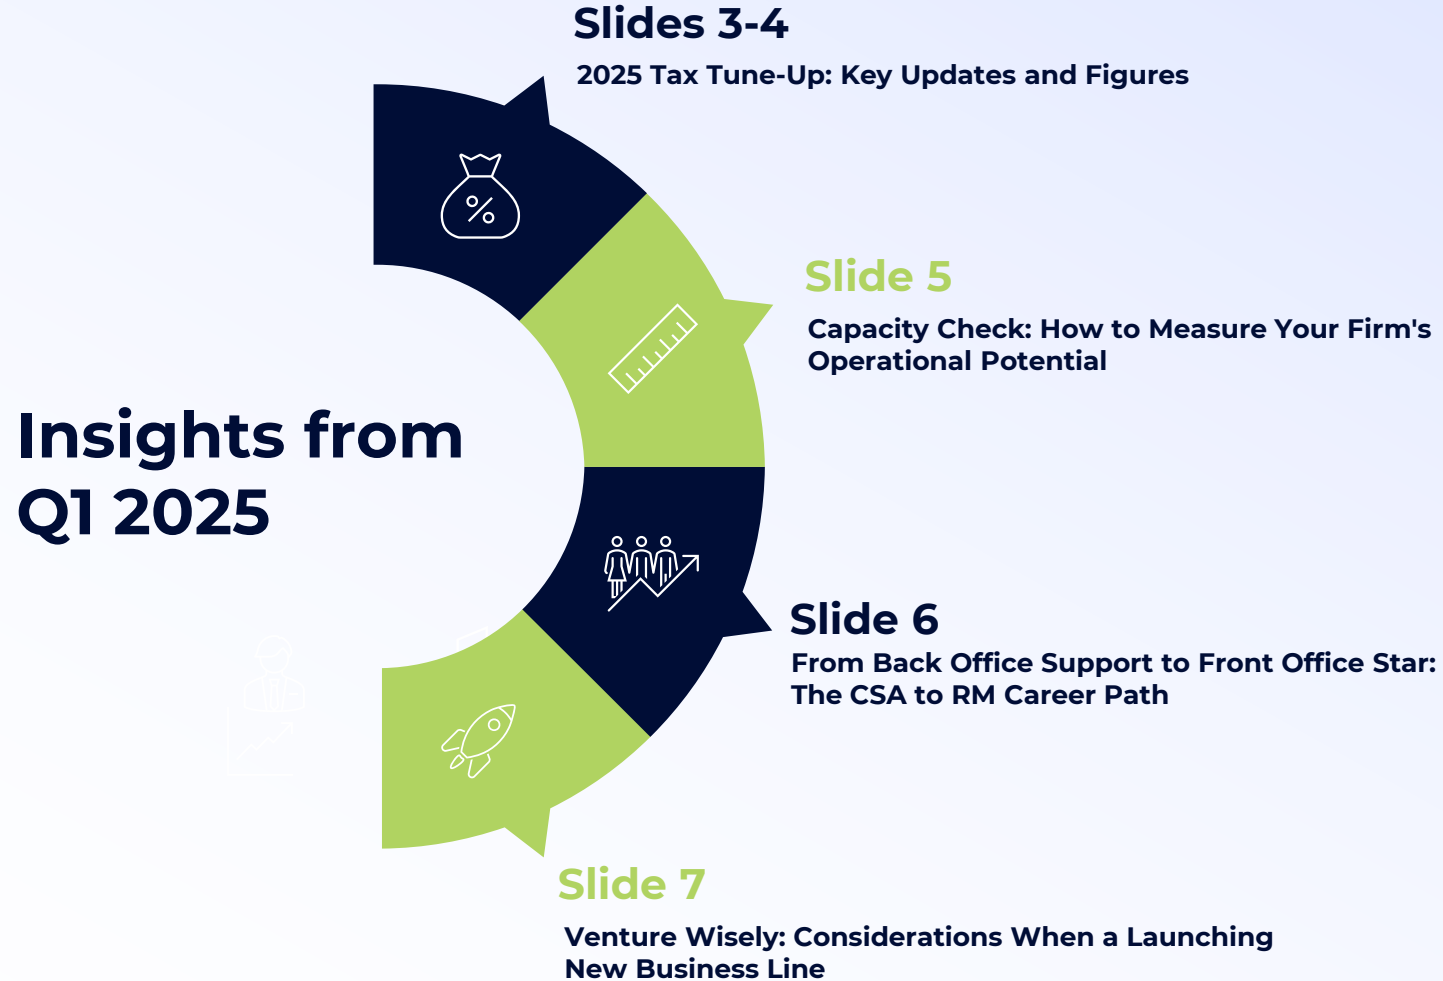 Slides 3-4
2025 Tax Tune-Up: Key Updates and Figures
Slide 5
Capacity Check: How to Measure Your Firm's
Operational Potential
Insights from
Q1 2025
Slide 6
From Back Office Support to Front Office Star:
The CSA to RM Career Path
Slide 7
Venture Wisely: Considerations When a Launching
New Business Line